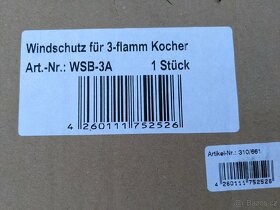 Windschutz für 3-flamm Kocher
Art.-Nr.: WSB-3A 1 Stück
4 260111 752526
Artikel-Nr.: 310/661
4 260111 752526